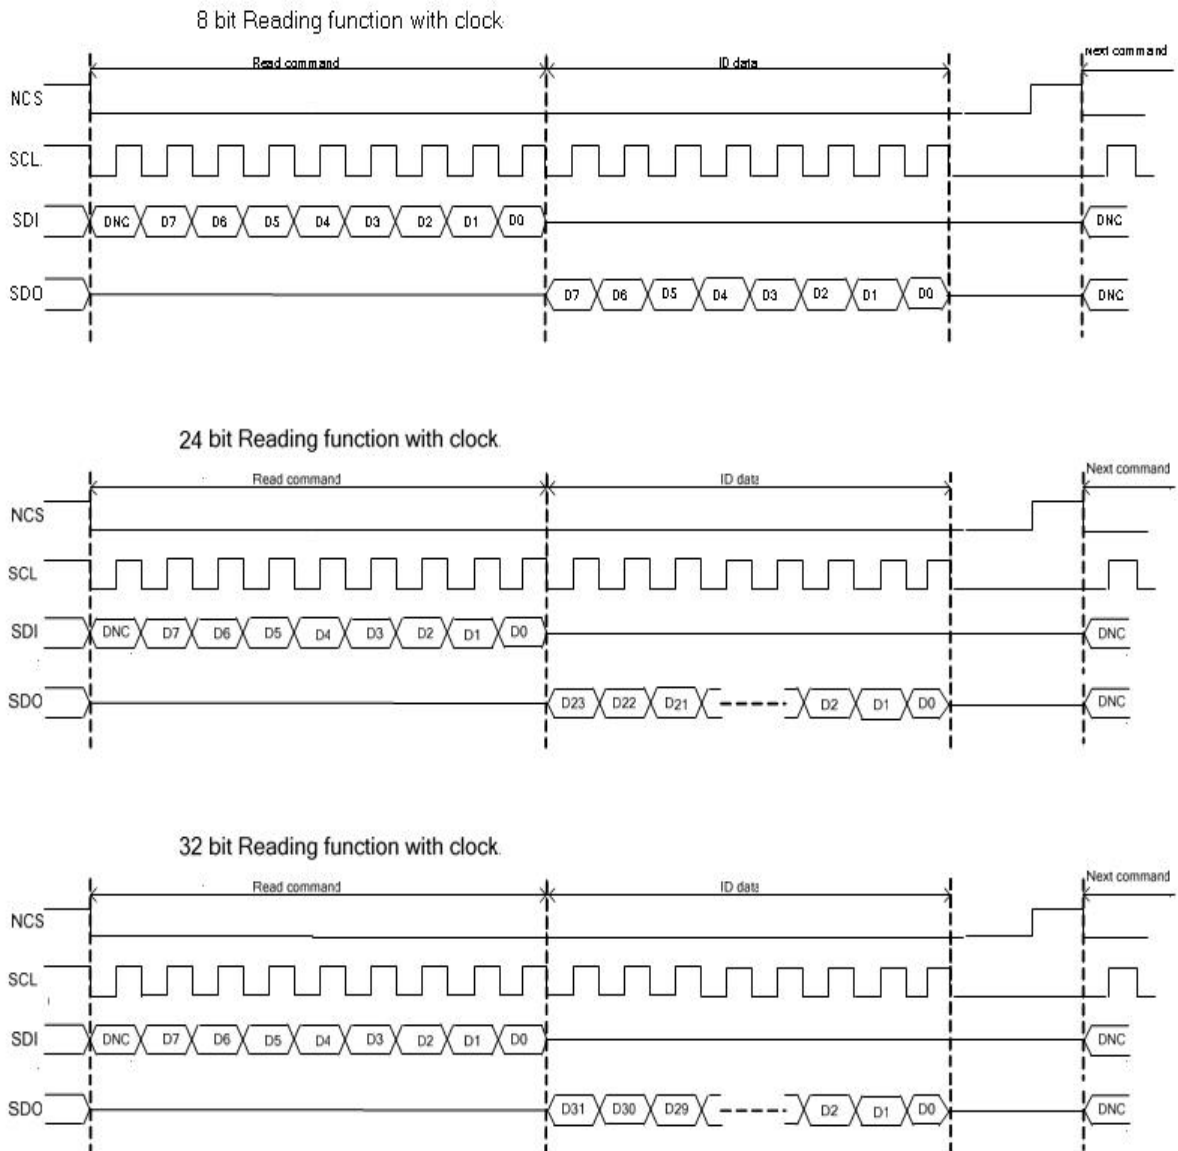 8 bit Reading function with clock
Read command ID data Next command
NCS
SCL
SDI DNC D7 D6 D5 D4 D3 D2 D1 D0 DNC
SDO D7 D6 D5 D4 D3 D2 D1 D0 DNC
24 bit Reading function with clock
Read command ID data Next command
NCS
SCL
SDI DNC D7 D6 D5 D4 D3 D2 D1 D0 DNC
SDO D23 D22 D21 D2 D1 D0 DNC
32 bit Reading function with clock
Read command ID data Next command
NCS
SCL
SDI DNC D7 D6 D5 D4 D3 D2 D1 D0 DNC
SDO D31 D30 D29 D2 D1 D0 DNC